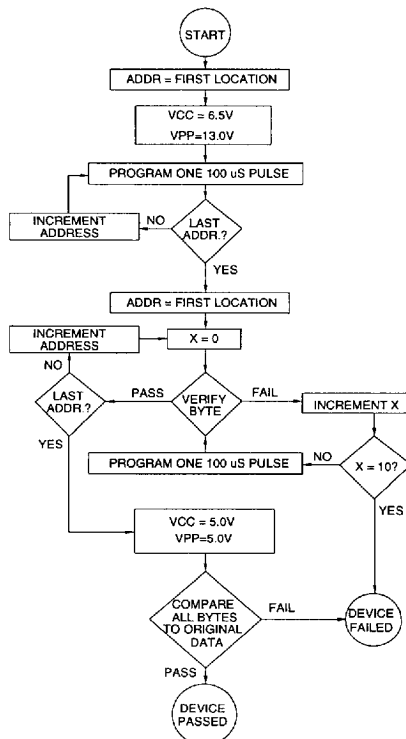 START
ADDR = FIRST LOCATION
VCC = 6.5V
VPP=13.0V
PROGRAM ONE 100 uS PULSE
INCREMENT
ADDRESS
NO
LAST
ADDR.?
YES
ADDR = FIRST LOCATION
INCREMENT
ADDRESS
X = 0
NO
LAST
ADDR.?
PASS
VERIFY
BYTE
FAIL
INCREMENT X
YES
PROGRAM ONE 100 uS PULSE
NO
X = 10?
YES
VCC = 5.0V
VPP=5.0V
COMPARE
ALL BYTES
TO ORIGINAL
DATA
FAIL
DEVICE
FAILED
PASS
DEVICE
PASSED